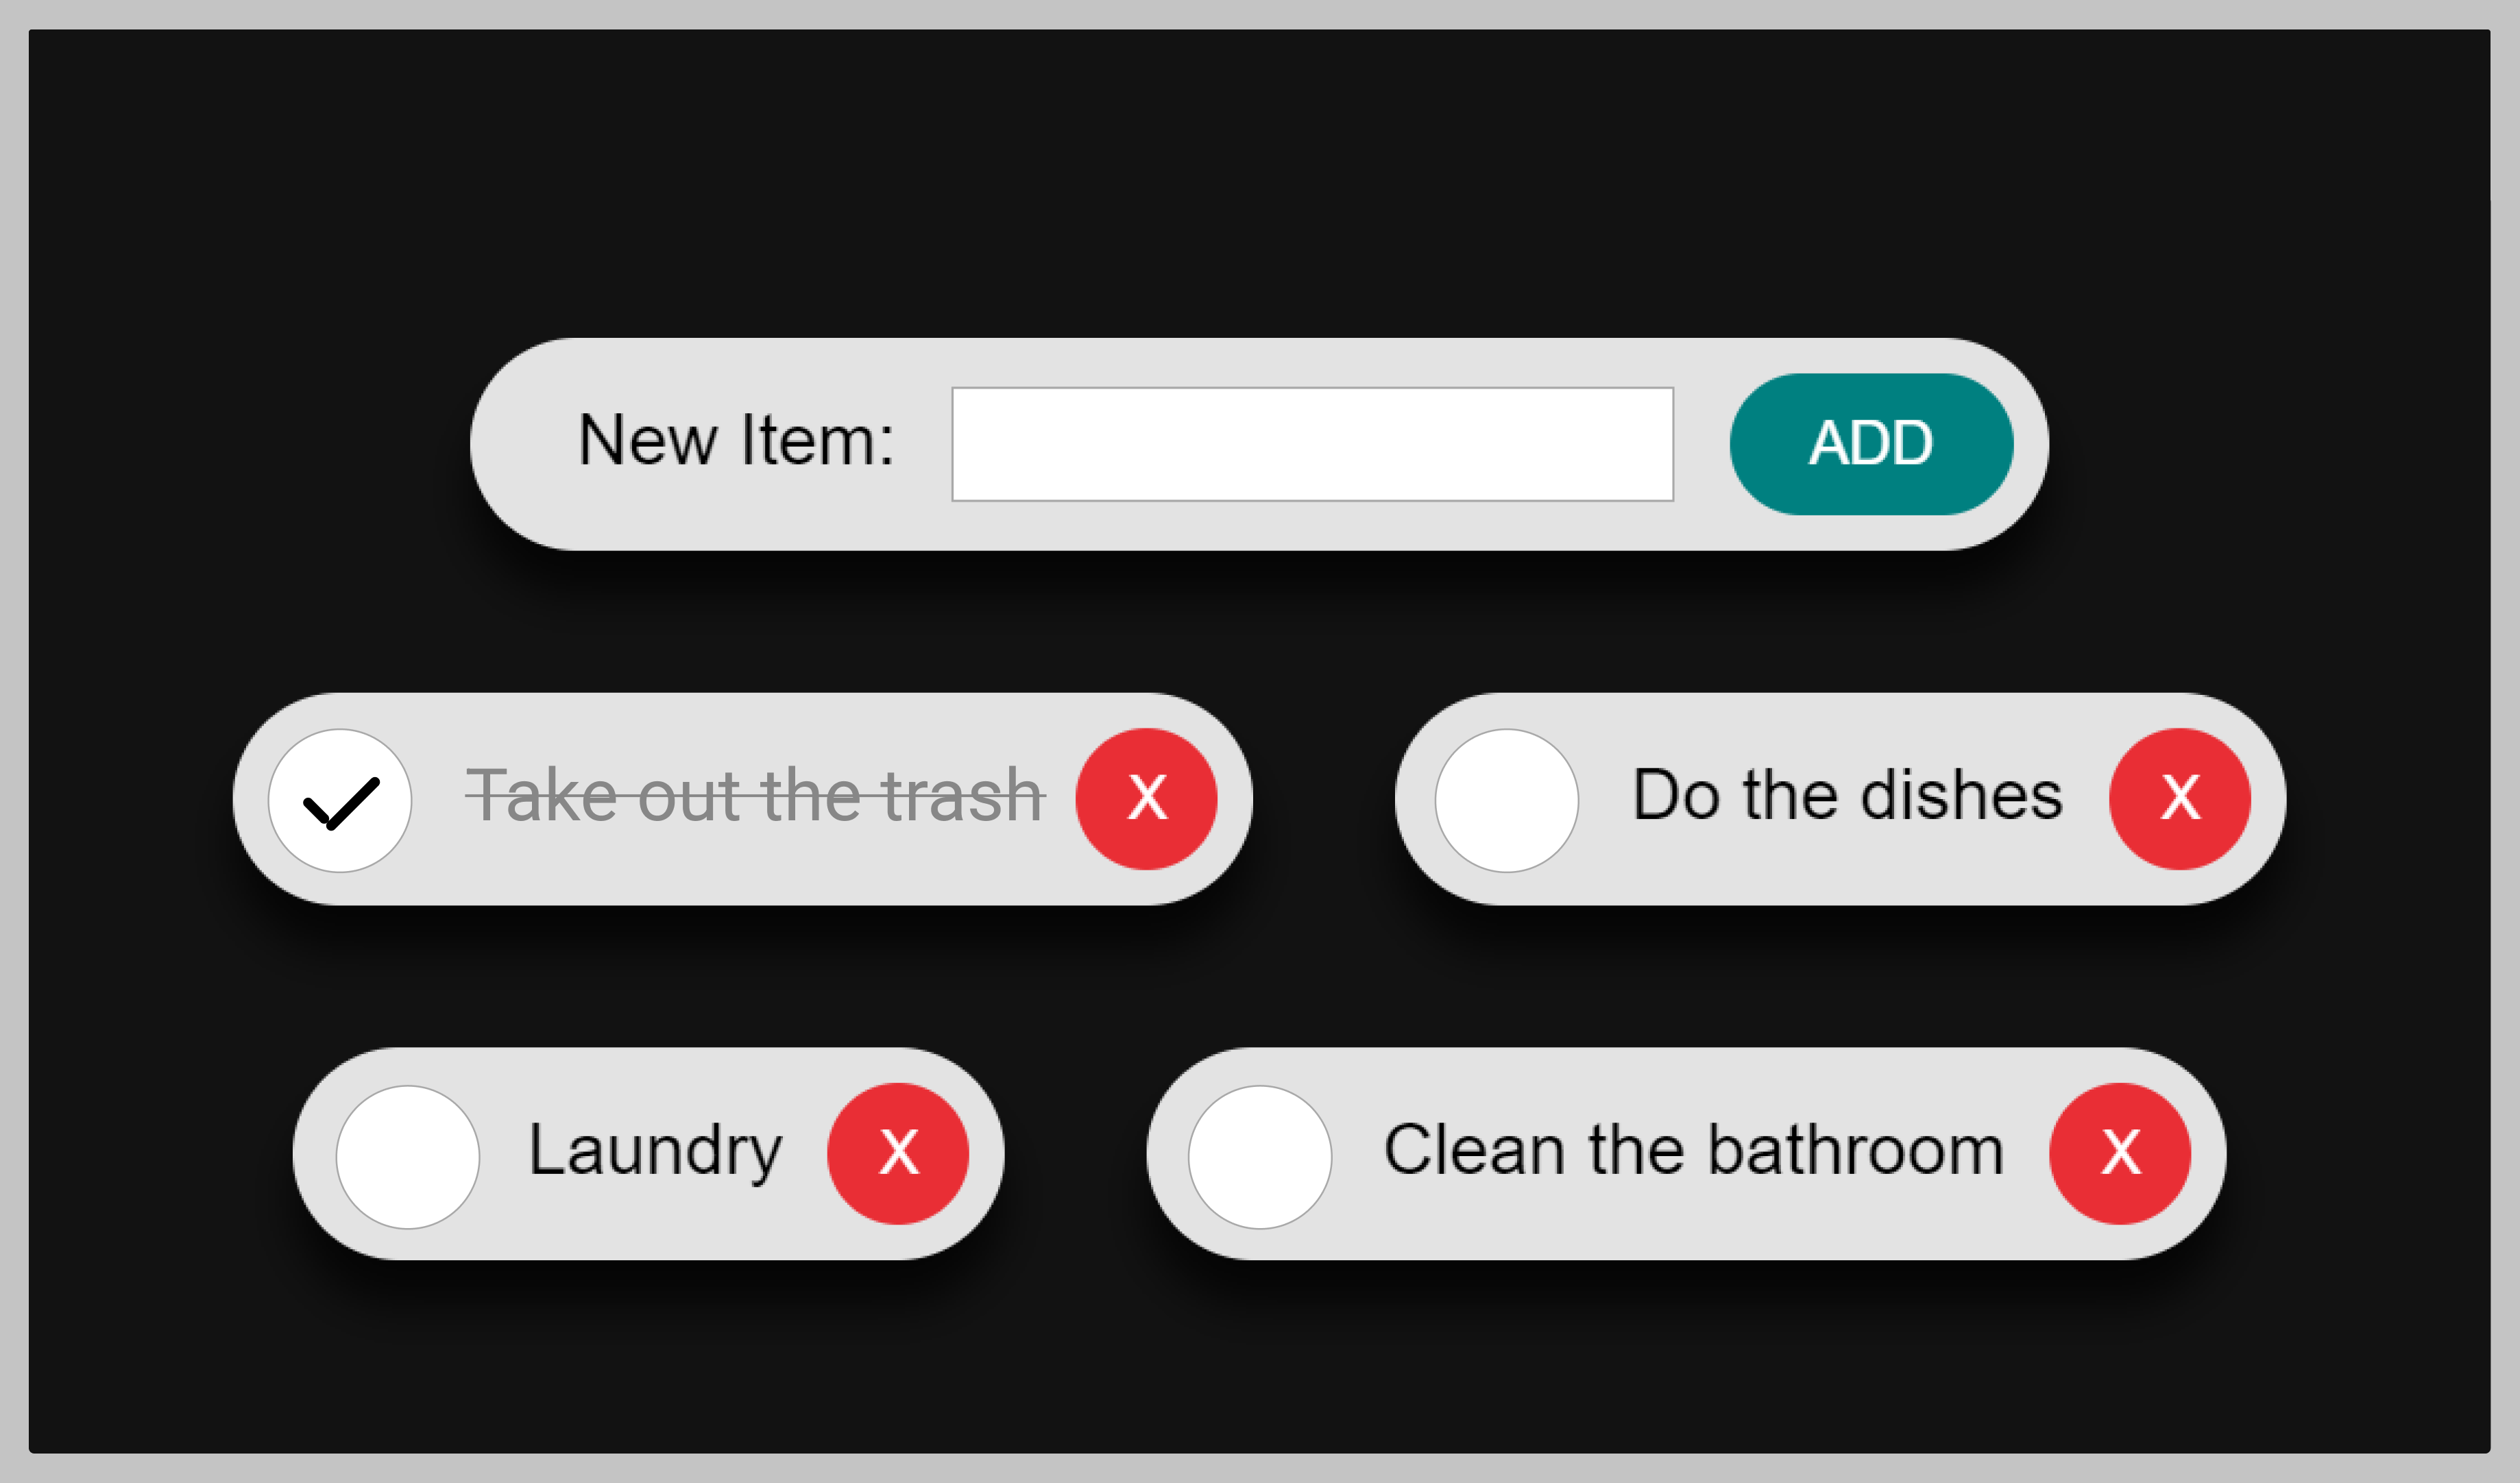 New Item: ADD
Take out the trash X
Do the dishes X
Laundry X
Clean the bathroom X